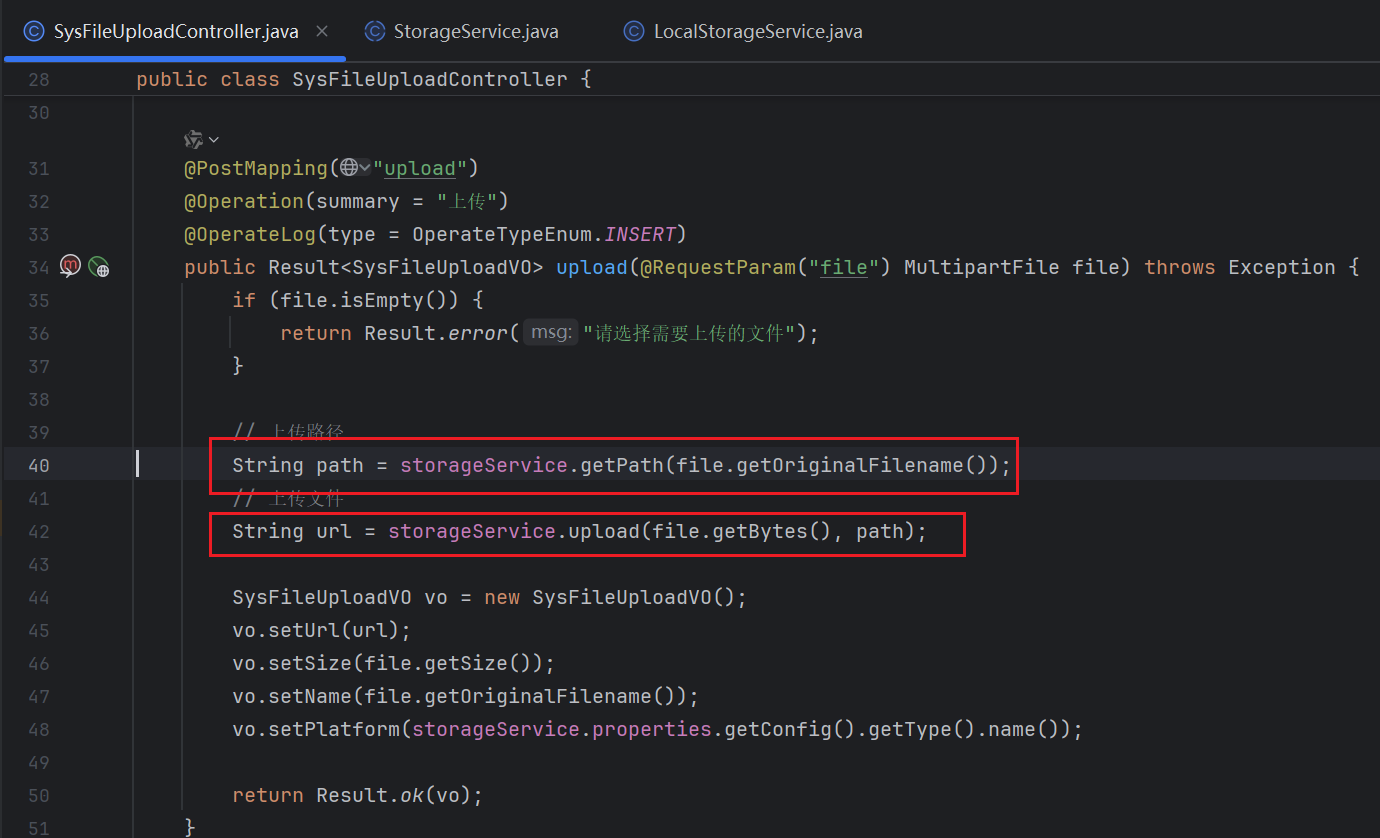 SysFileUploadController.java
StorageService.java
LocalStorageService.java
28 public class SysFileUploadController {
30
31 @PostMapping("upload")
32 @Operation(summary = "上传")
33 @OperateLog(type = OperateTypeEnum.INSERT)
34 public Result<SysFileUploadVO> upload(@RequestParam("file") MultipartFile file) throws Exception {
35 if (file.isEmpty()) {
36 return Result.error( msg: "请选择需要上传的文件");
37 }
38
39 // 上传路径
40 String path = storageService.getPath(file.getOriginalFilename());
41 // 上传文件
42 String url = storageService.upload(file.getBytes(), path);
43
44 SysFileUploadVO vo = new SysFileUploadVO();
45 vo.setUrl(url);
46 vo.setSize(file.getSize());
47 vo.setName(file.getOriginalFilename());
48 vo.setPlatform(storageService.properties.getConfig().getType().name());
49
50 return Result.ok(vo);
51 }